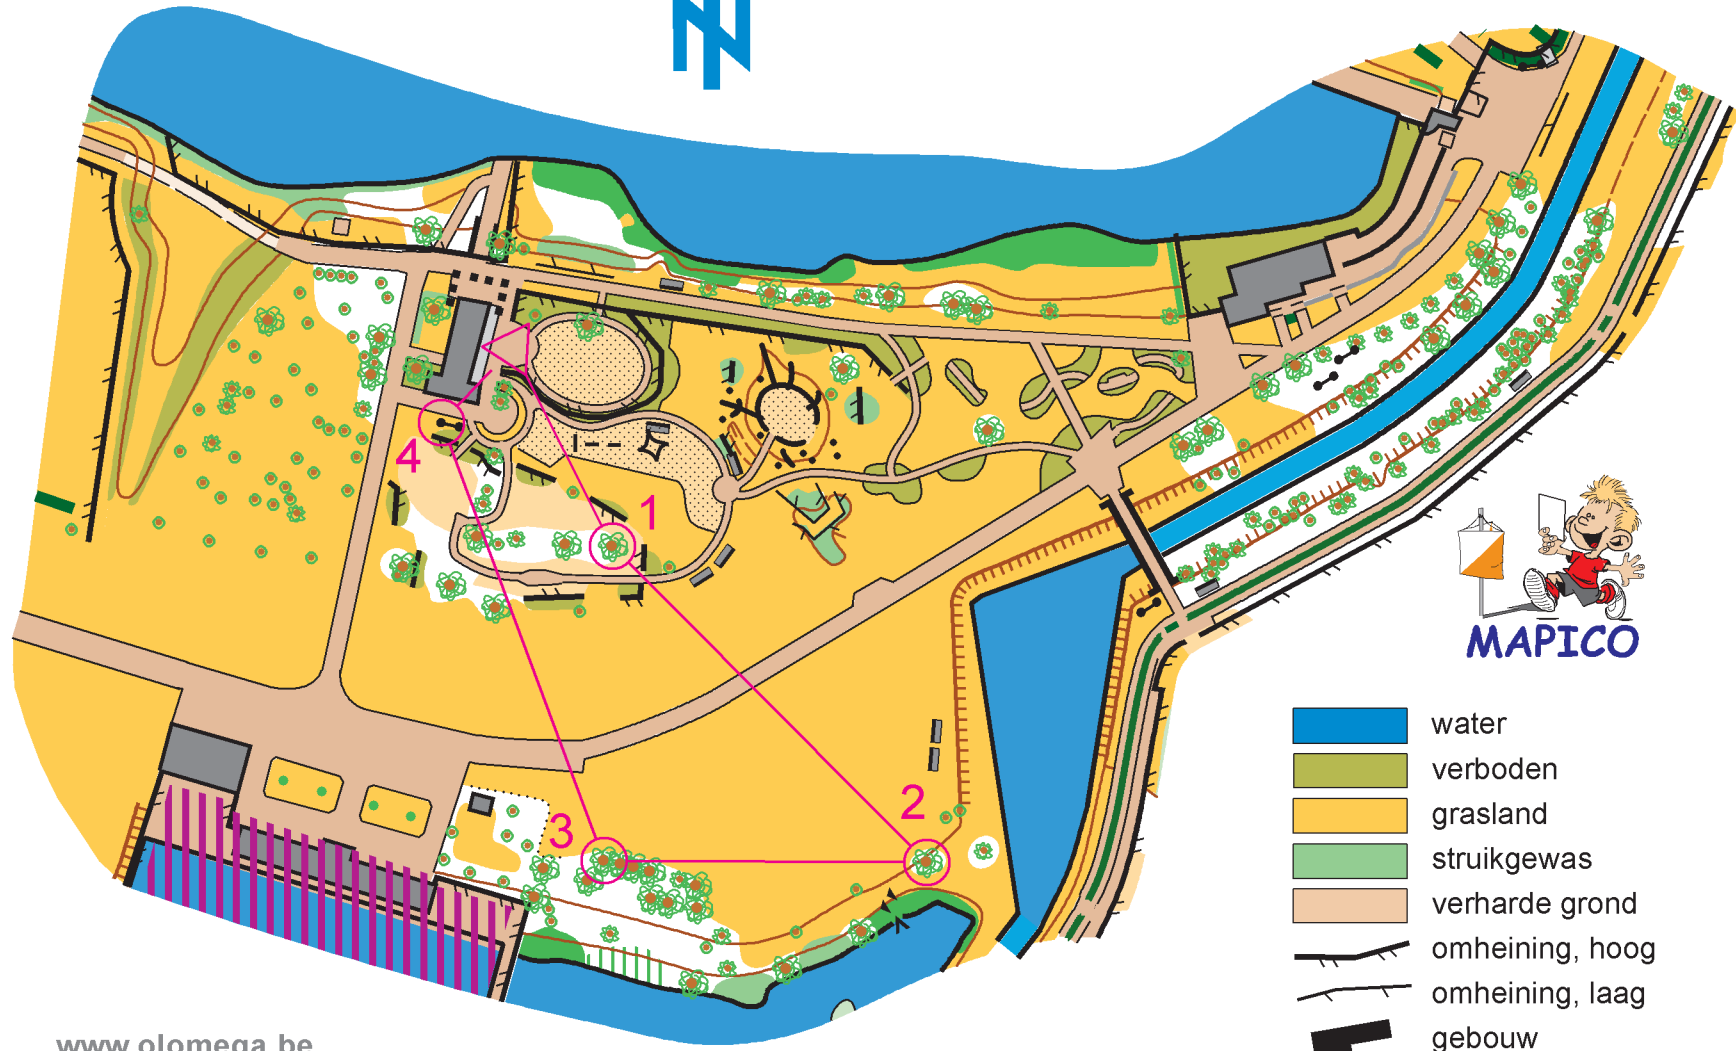 N
1
4
2
3
MAPICO
water
verboden
grasland
struikgewas
verharde grond
omheining, hoog
omheining, laag
gebouw
www.olomega.be